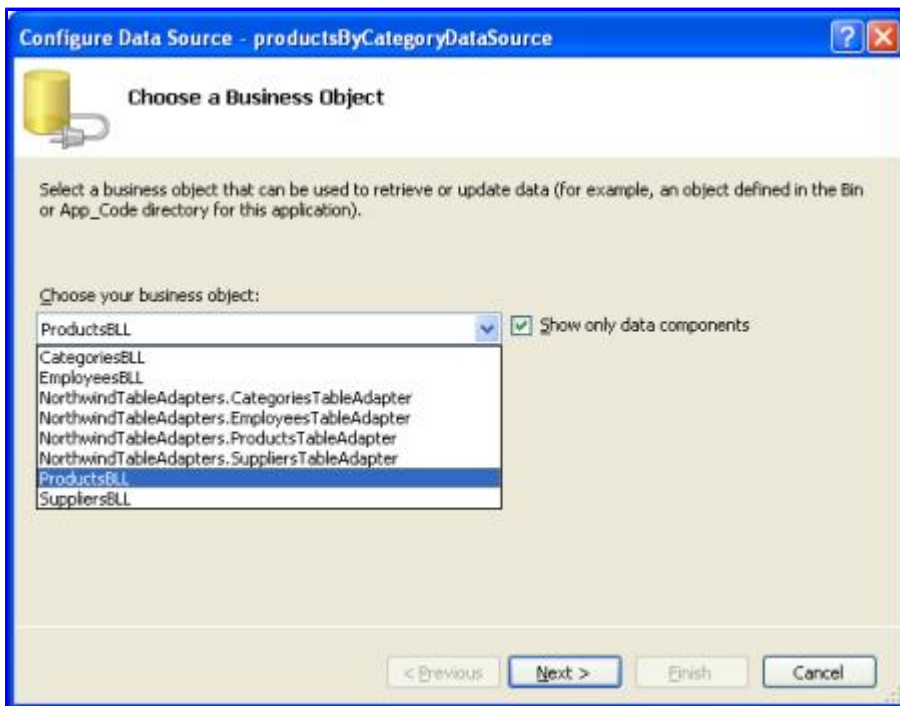 Configure Data Source - productsByCategoryDataSource
Choose a Business Object
Select a business object that can be used to retrieve or update data (for example, an object defined in the Bin
or App_Code directory for this application).
Choose your business object:
ProductsBLL
Show only data components
CategoriesBLL
EmployeesBLL
NorthwindTableAdapters.CategoriesTableAdapter
NorthwindTableAdapters.EmployeesTableAdapter
NorthwindTableAdapters.ProductsTableAdapter
NorthwindTableAdapters.SuppliersTableAdapter
ProductsBLL
SuppliersBLL
< Previous Next > Finish Cancel